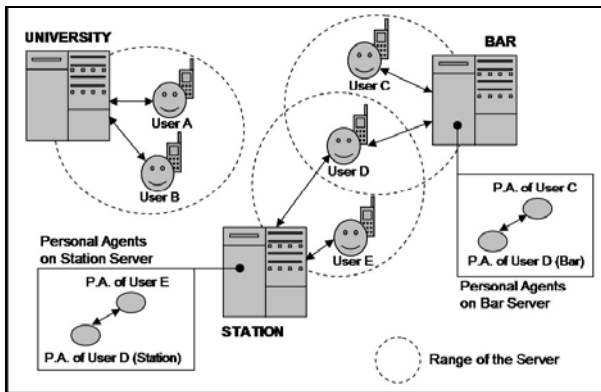 UNIVERSITY
BAR
User C
User A
User D
User B
P.A. of User C
P.A. of User D (Bar)
Personal Agents
on Station Server
User E
Personal Agents
on Bar Server
P.A. of User E
P.A. of User D (Station)
STATION
Range of the Server